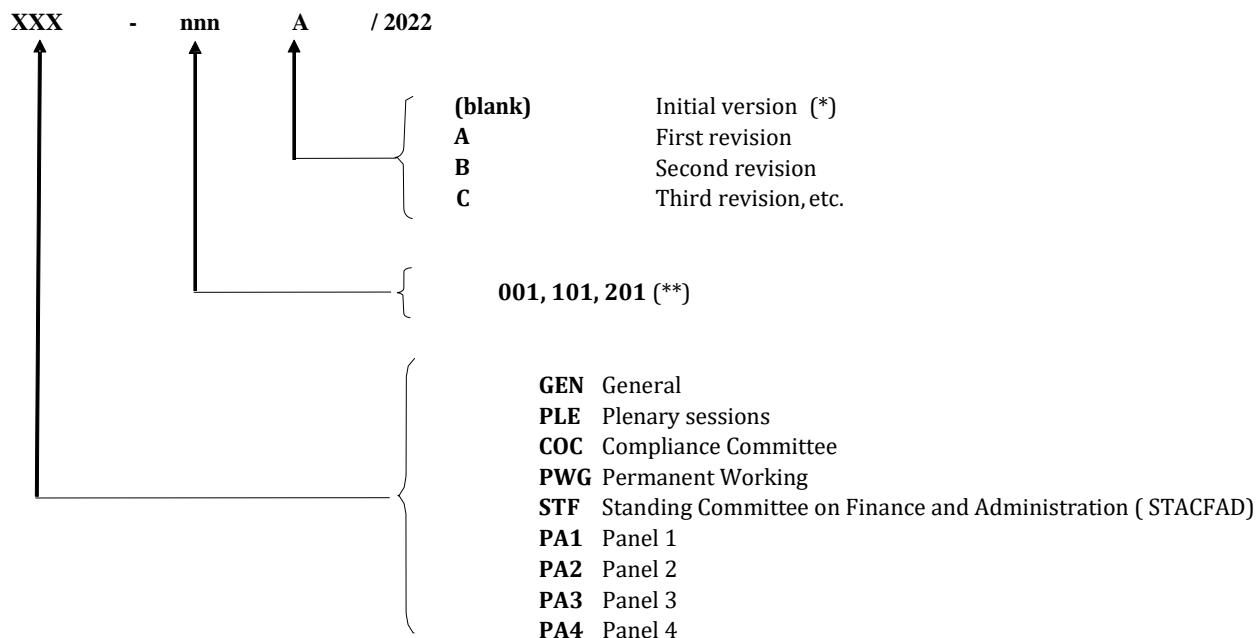 XXX - nnn A / 2022
(blank) Initial version (*)
A First revision
B Second revision
C Third revision, etc.
001, 101, 201 (**)
GEN General
PLE Plenary sessions
COC Compliance Committee
PWG Permanent Working
STF Standing Committee on Finance and Administration ( STACFAD)
PA1 Panel 1
PA2 Panel 2
PA3 Panel 3
PA4 Panel 4